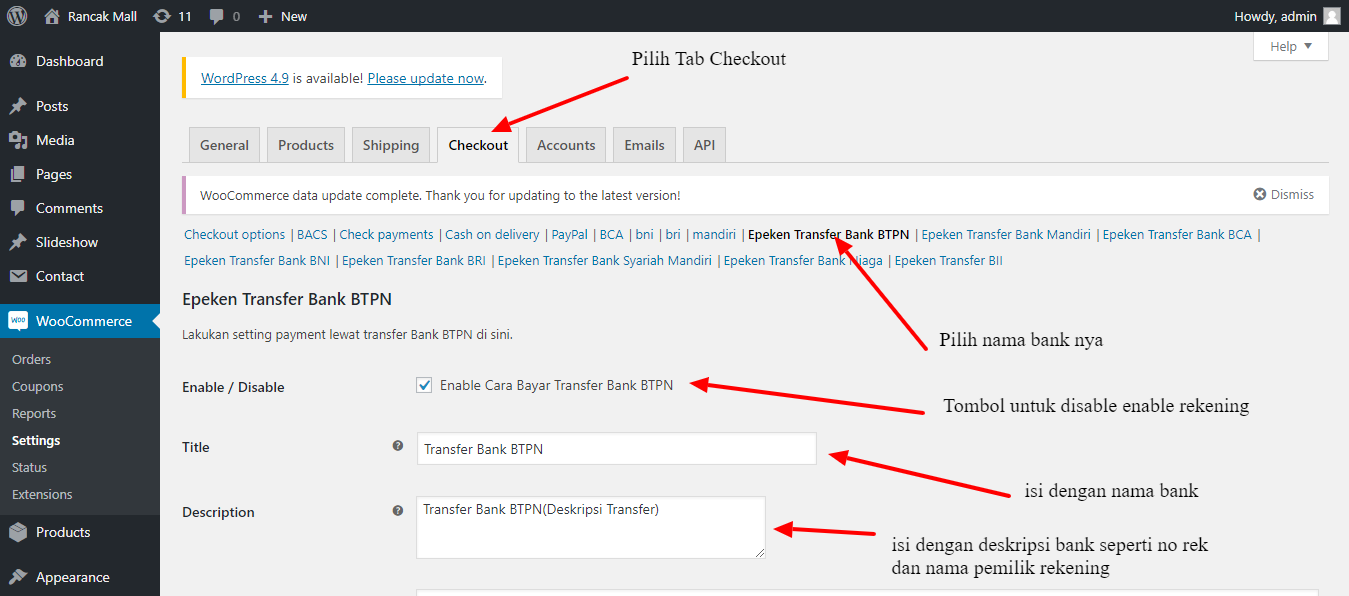 Rancak Mall 11 0 New Howdy, admin
Help
Dashboard
Posts
Media
Pages
Comments
Slideshow
Contact
WooCommerce
Orders
Coupons
Reports
Settings
Status
Extensions
Products
Appearance
Pilih Tab Checkout
WordPress 4.9 is available! Please update now.
General Products Shipping Checkout Accounts Emails API
WooCommerce data update complete. Thank you for updating to the latest version! Dismiss
Checkout options | BACS | Check payments | Cash on delivery | PayPal | BCA | bni | bri | mandiri | Epeken Transfer Bank BTPN | Epeken Transfer Bank Mandiri | Epeken Transfer Bank BCA |
Epeken Transfer Bank BNI | Epeken Transfer Bank BRI | Epeken Transfer Bank Syariah Mandiri | Epeken Transfer Bank Niaga | Epeken Transfer BII
Epeken Transfer Bank BTPN
Lakukan setting payment lewat transfer Bank BTPN di sini.
Pilih nama bank nya
Enable / Disable Enable Cara Bayar Transfer Bank BTPN
Tombol untuk disable enable rekening
Title Transfer Bank BTPN
isi dengan nama bank
Description Transfer Bank BTPN(Deskripsi Transfer)
isi dengan deskripsi bank seperti no rek
dan nama pemilik rekening